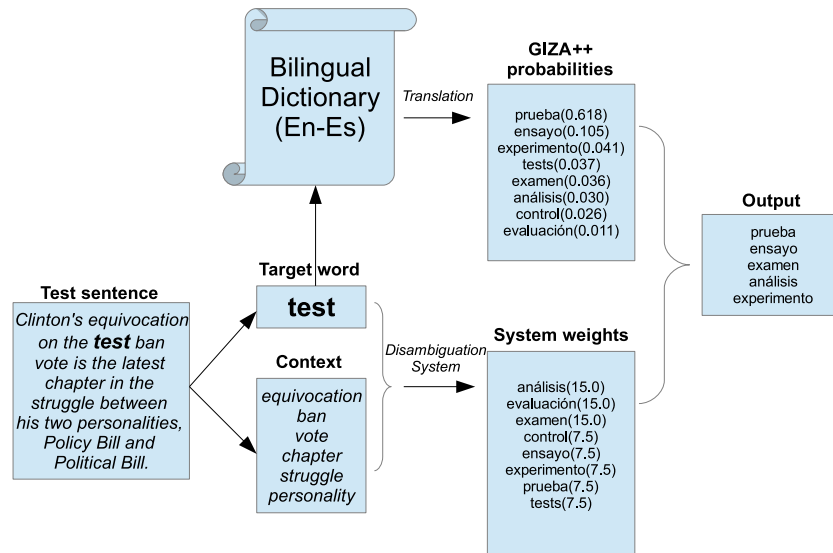 Bilingual
Dictionary
(En-Es)
Translation
GIZA++
probabilities
prueba(0.618)
ensayo(0.105)
experimento(0.041)
tests(0.037)
examen(0.036)
análisis(0.030)
control(0.026)
evaluación(0.011)
Output
prueba
ensayo
examen
análisis
experimento
Target word
test
Test sentence
Clinton's equivocation
on the test ban
vote is the latest
chapter in the
struggle between
his two personalities,
Policy Bill and
Political Bill.
Context
equivocation
ban
vote
chapter
struggle
personality
Disambiguation
System
System weights
análisis(15.0)
evaluación(15.0)
examen(15.0)
control(7.5)
ensayo(7.5)
experimento(7.5)
prueba(7.5)
tests(7.5)